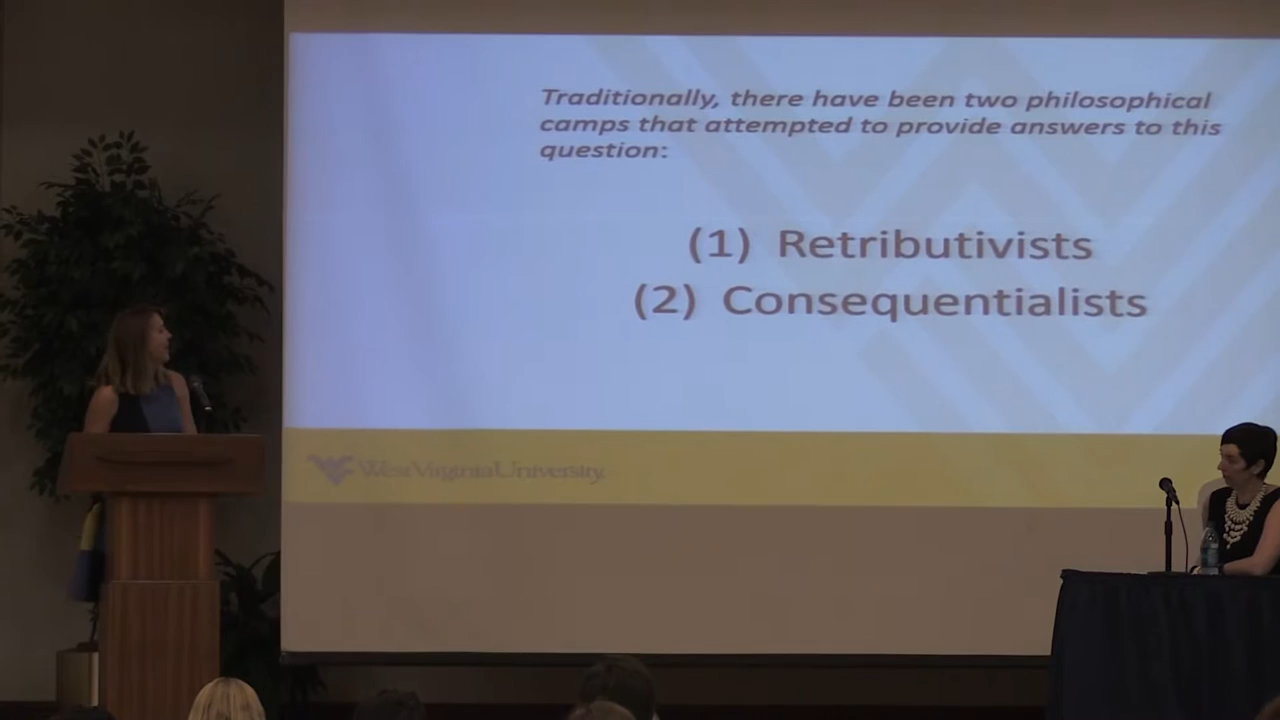 Traditionally, there have been two philosophical
camps that attempted to provide answers to this
question:
(1) Retributivists
(2) Consequentialists
West Virginia University.